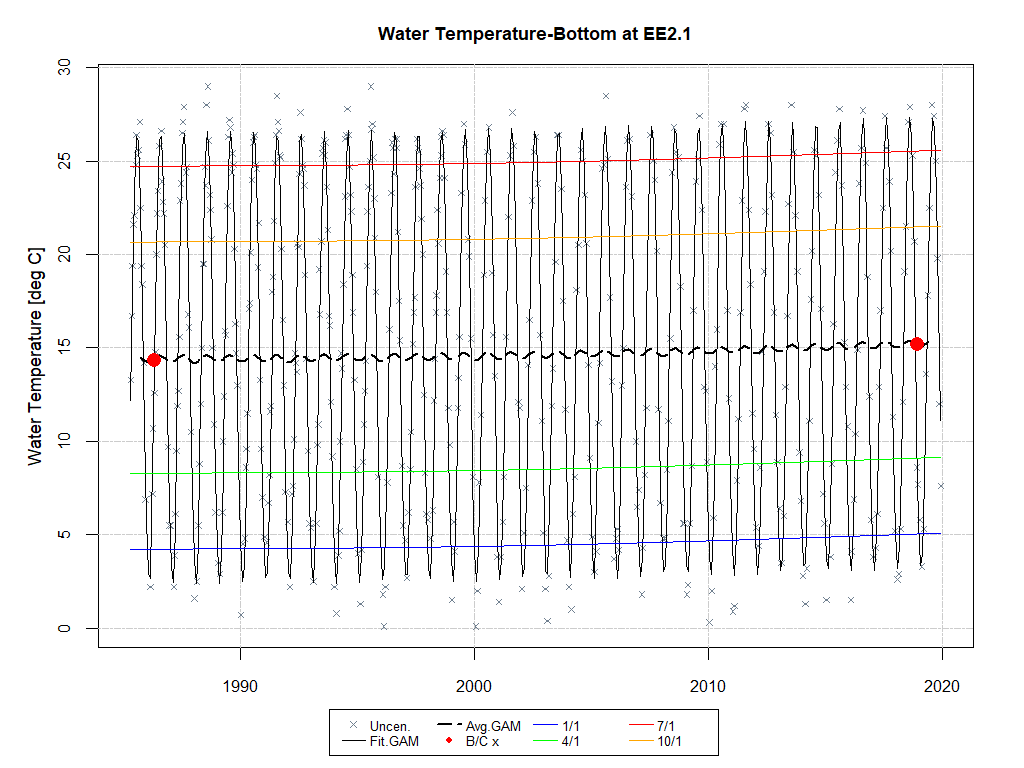 Water Temperature-Bottom at EE2.1
Water Temperature [deg C]
30
25
20
15
10
5
0
1990 2000 2010 2020
Uncen. Avg.GAM 1/1 7/1
Fit.GAM B/C x 4/1 10/1